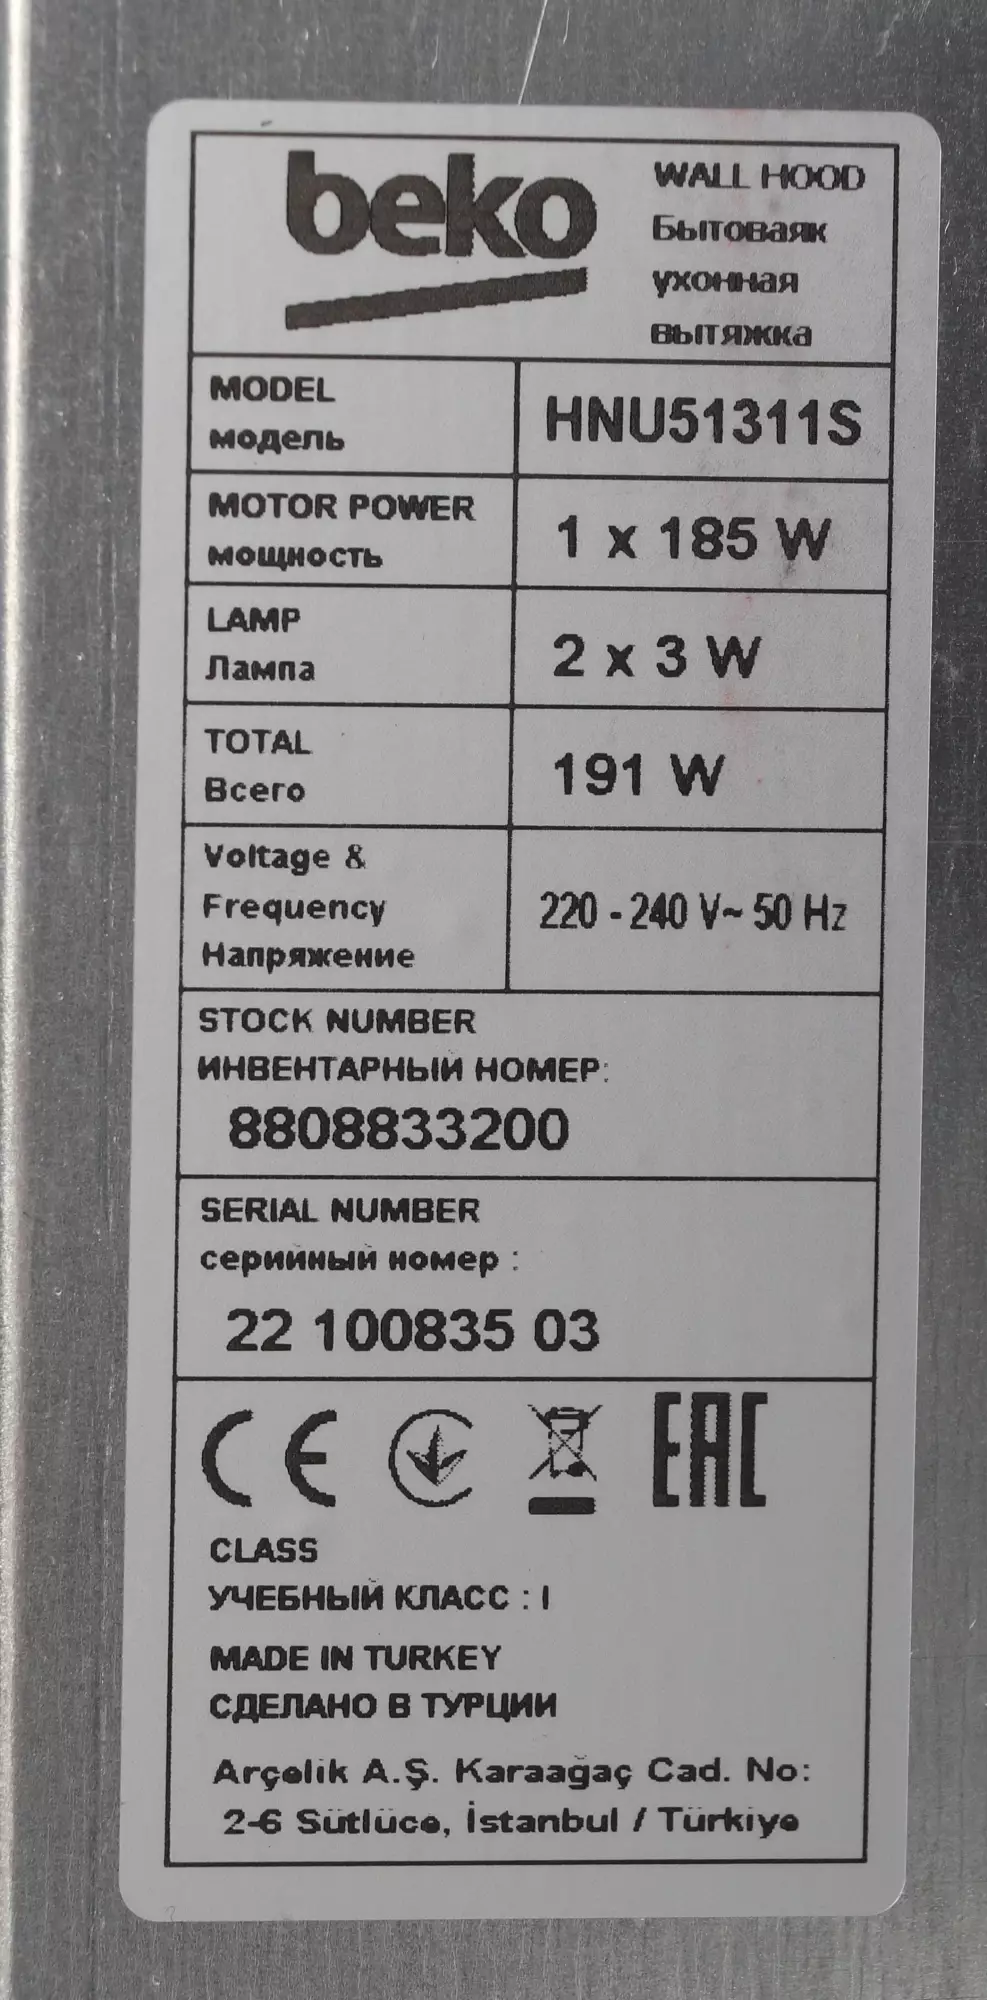 beko
WALL HOOD
Бытоваяк
ухонная
вытяжка
MODEL
модель
HNU51311S
MOTOR POWER
мощность
1 x 185 W
LAMP
Лампа
2 x 3 W
TOTAL
Всего
191 W
Voltage &
Frequency
Напряжение
220 - 240 V~ 50 Hz
STOCK NUMBER
ИНВЕНТАРНЫЙ НОМЕР:
8808833200
SERIAL NUMBER
серийный номер :
22 100835 03
CE EAC
CLASS
УЧЕБНЫЙ КЛАСС : I
MADE IN TURKEY
СДЕЛАНО В ТУРЦИИ
Arçelik A.Ş. Karaağaç Cad. No:
2-6 Sütlüce, İstanbul / Türkiye